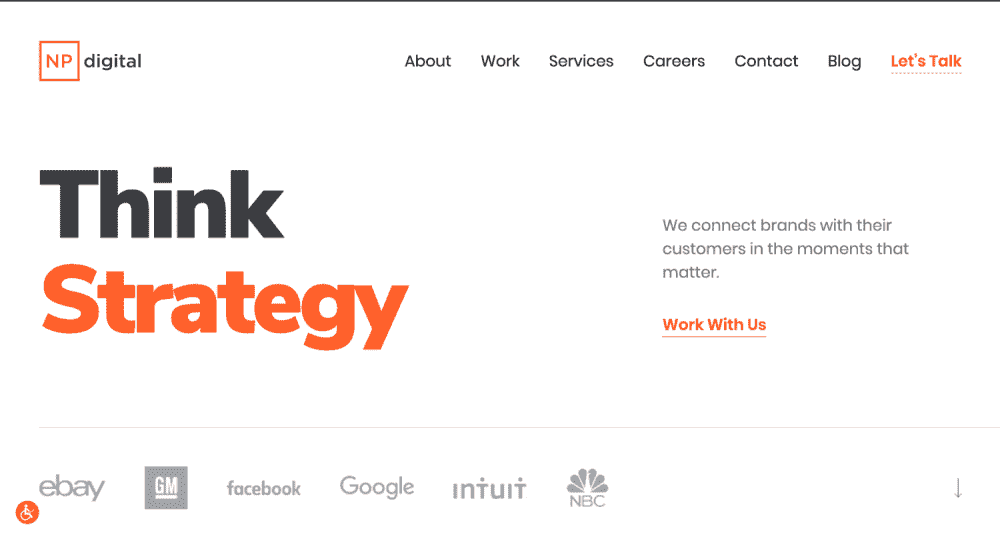 NP digital
About Work Services Careers Contact Blog Let's Talk
Think
Strategy
We connect brands with their
customers in the moments that
matter.
Work With Us
ebay GM facebook Google intuit NBC